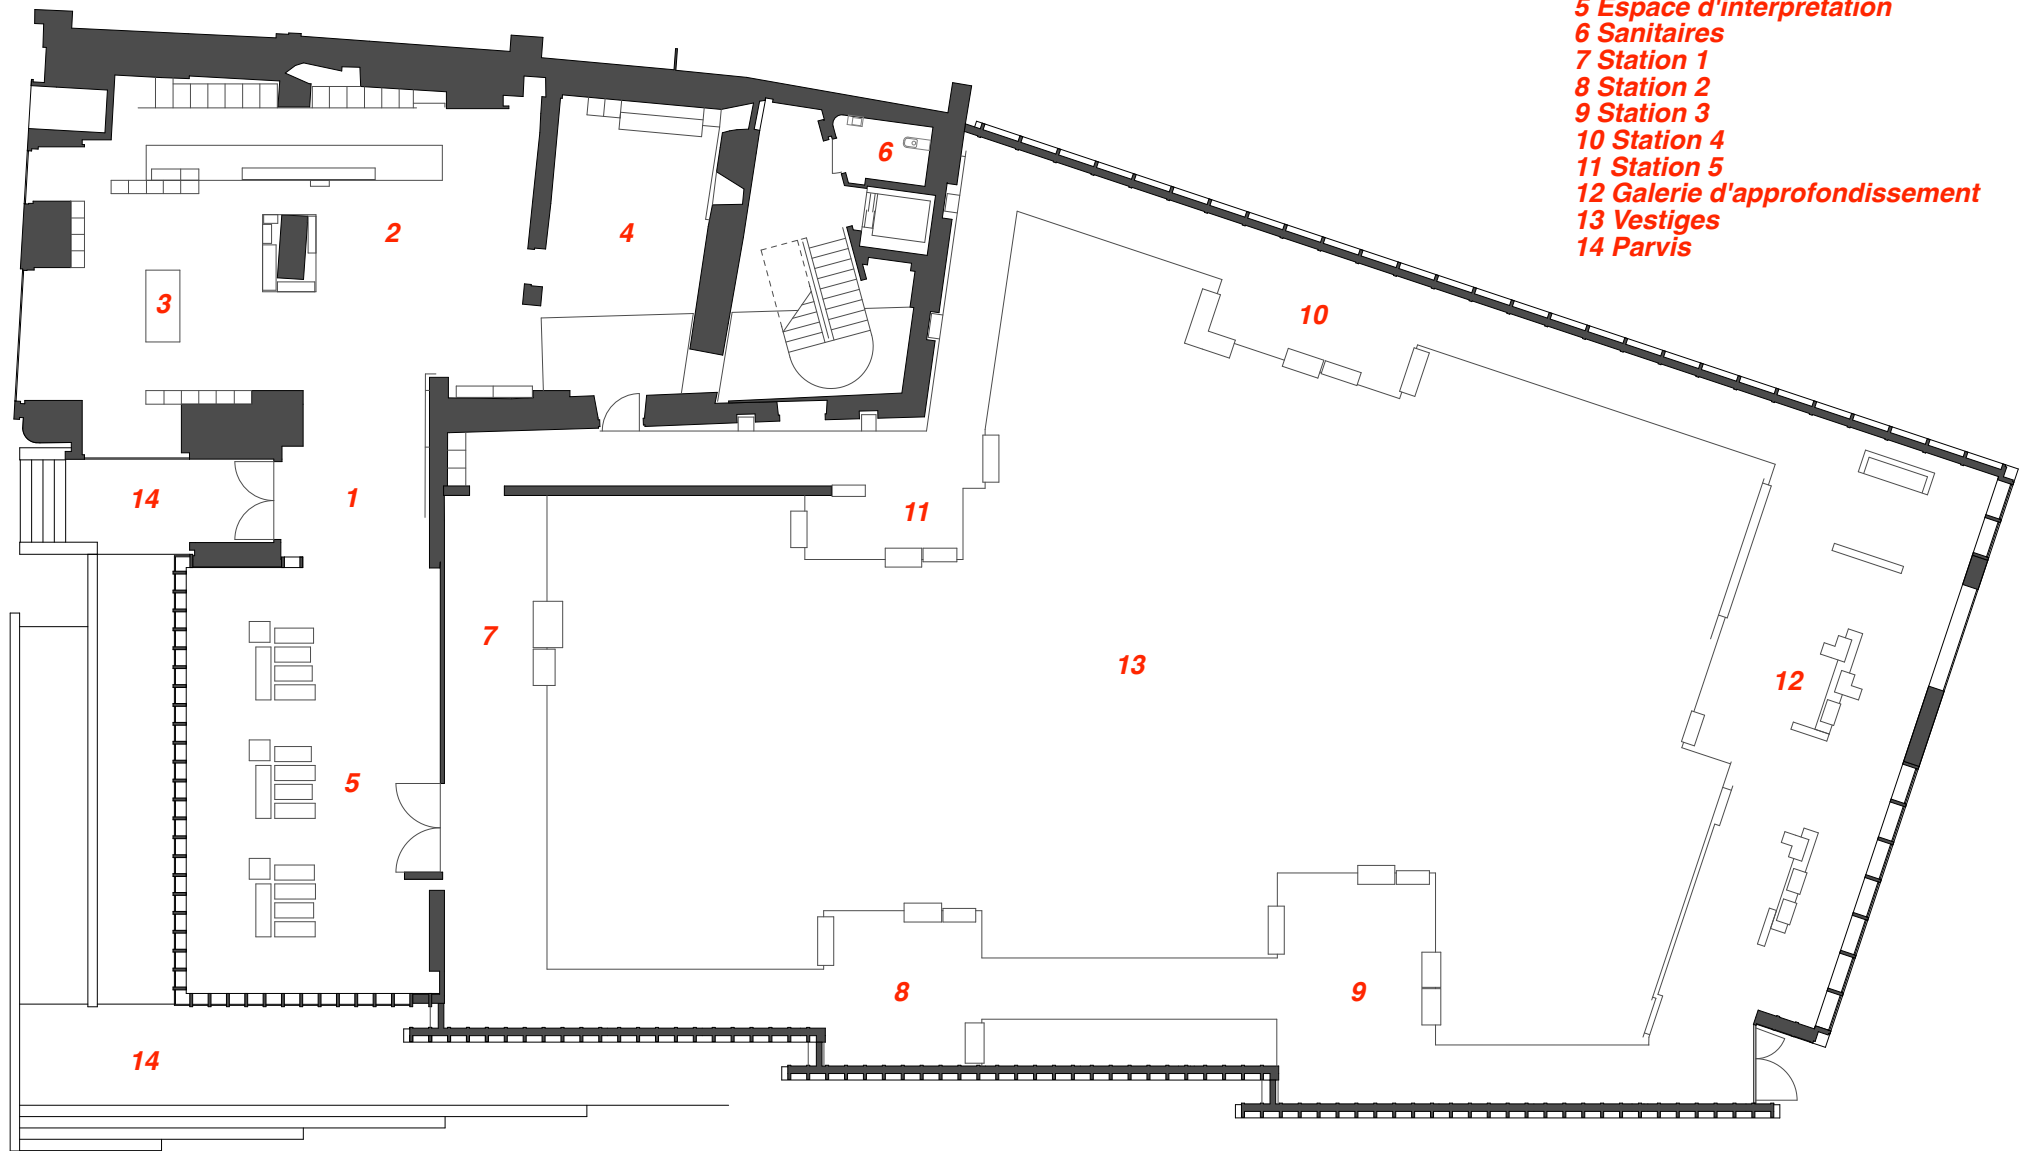 5 Espace d'interprétation
6 Sanitaires
7 Station 1
8 Station 2
9 Station 3
10 Station 4
11 Station 5
12 Galerie d'approfondissement
13 Vestiges
14 Parvis
6
2
4
3
10
14
1
11
7
13
12
5
8
9
14